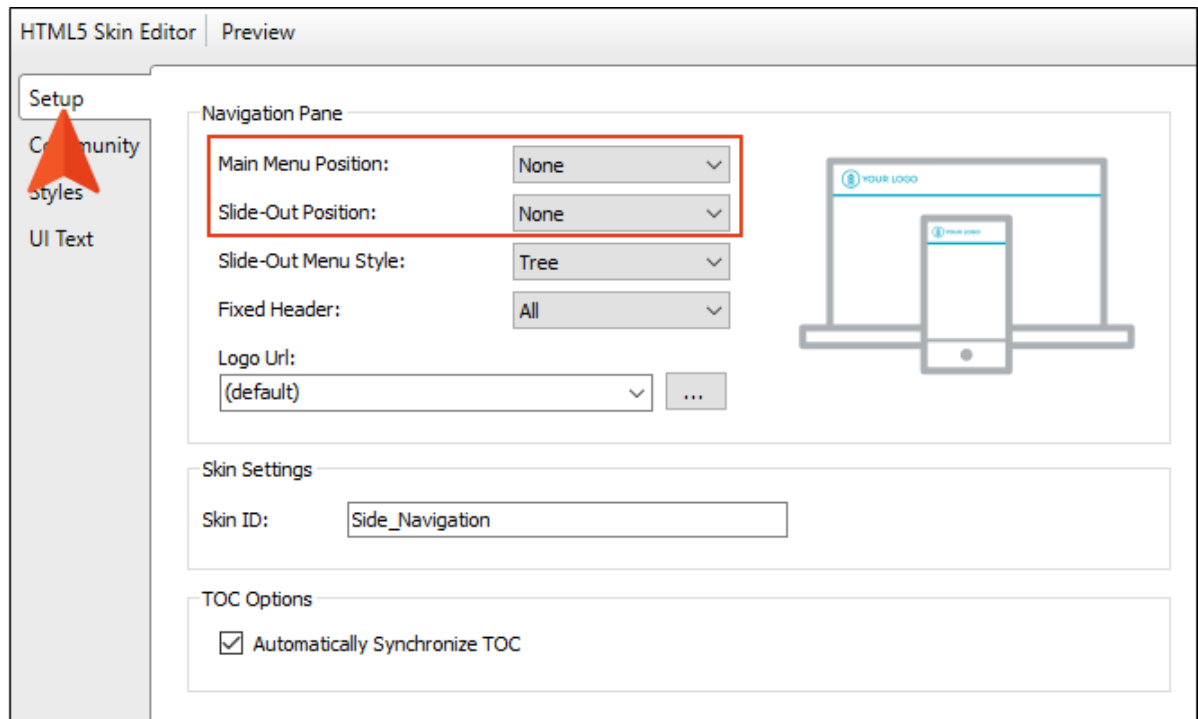 HTML5 Skin Editor Preview
Setup
Community
Styles
UI Text
Navigation Pane
Main Menu Position: None
Slide-Out Position: None
Slide-Out Menu Style: Tree
Fixed Header: All
Logo Url:
(default) ...
YOUR LOGO
YOUR LOGO
Skin Settings
Skin ID: Side_Navigation
TOC Options
Automatically Synchronize TOC